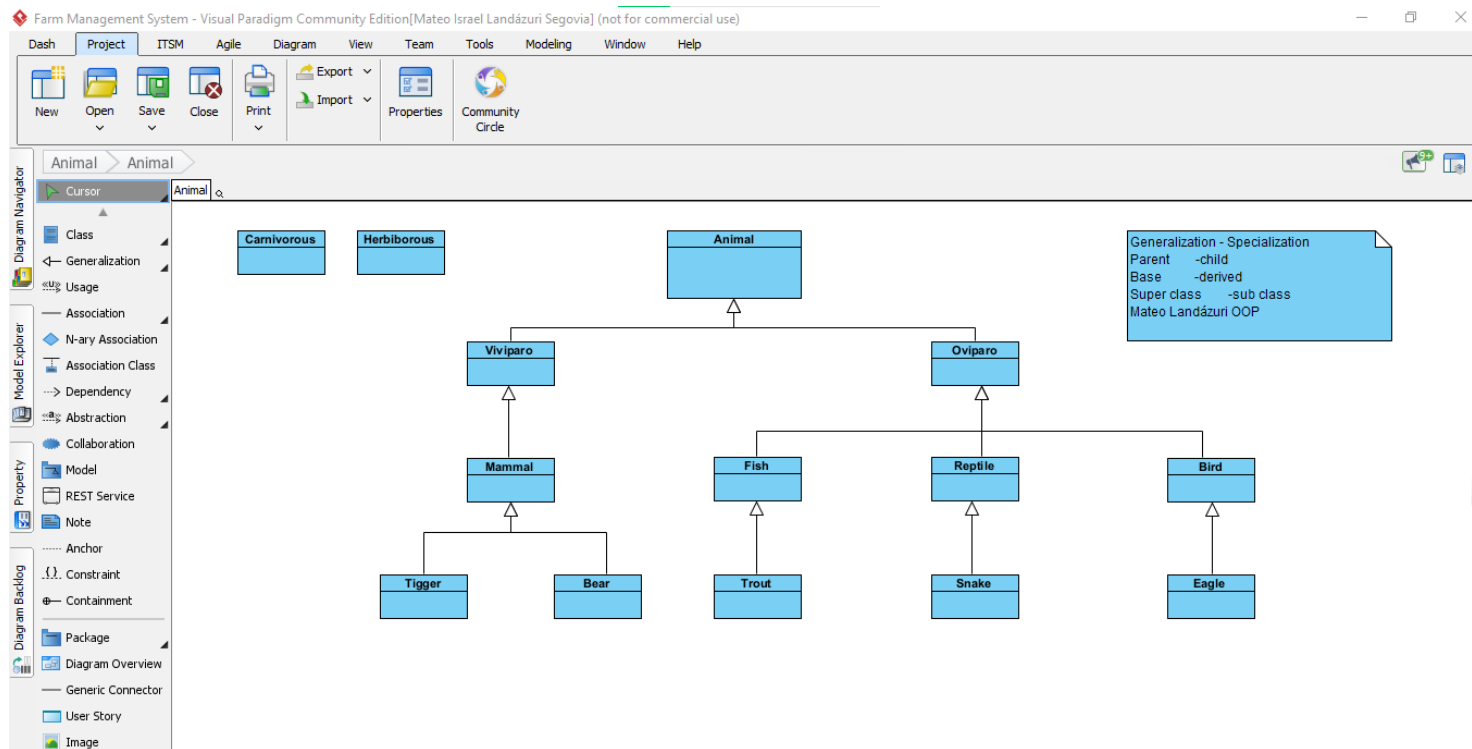 Farm Management System - Visual Paradigm Community Edition[Mateo Israel Landázuri Segovia] (not for commercial use)
Dash Project ITSM Agile Diagram View Team Tools Modeling Window Help
New Open Save Close Print Export Import Properties Community Circle
Animal Animal
9+
Diagram Navigator
Model Explorer
Property
Diagram Backlog
Cursor
Class
Generalization
«U» Usage
Association
N-ary Association
Association Class
Dependency
«a» Abstraction
Collaboration
Model
REST Service
Note
Anchor
{} Constraint
Containment
Package
Diagram Overview
Generic Connector
User Story
Image
Animal
Carnivorous Herbiborous Animal
Generalization - Specialization
Parent -child
Base -derived
Super class -sub class
Mateo Landázuri OOP
Viviparo Oviparo
Mammal Fish Reptile Bird
Tigger Bear Trout Snake Eagle